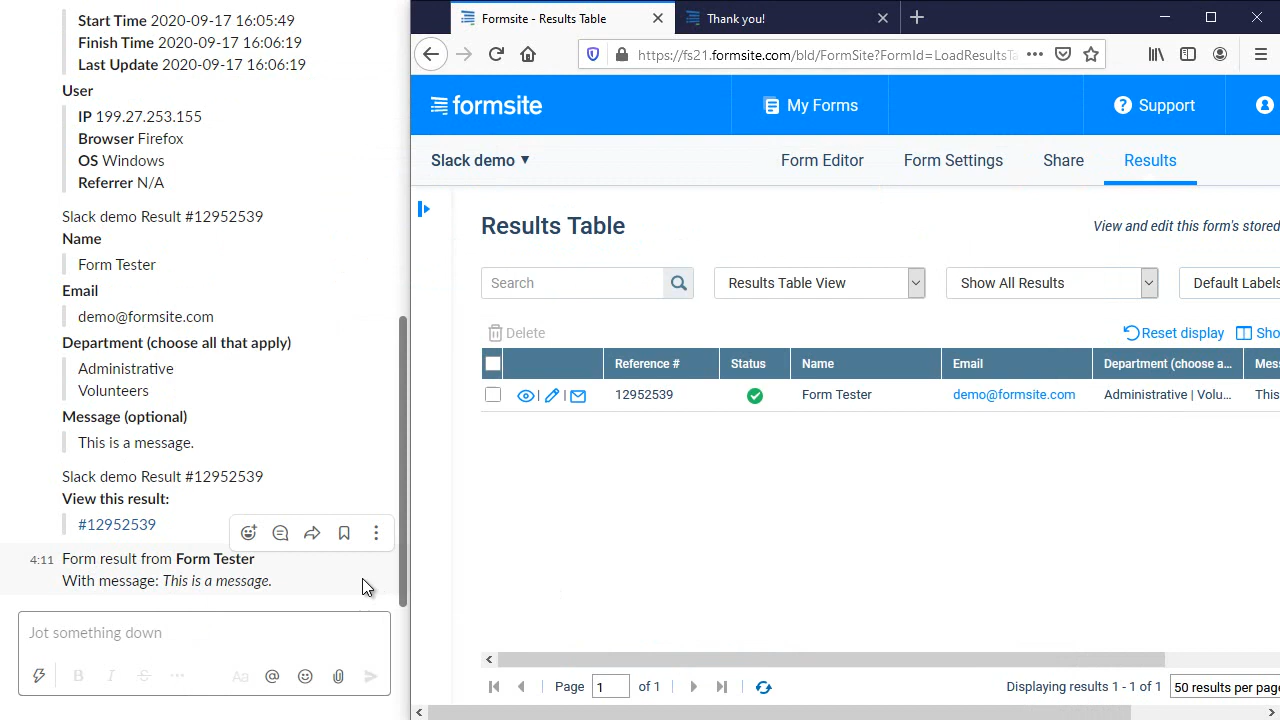 Start Time 2020-09-17 16:05:49
Finish Time 2020-09-17 16:06:19
Last Update 2020-09-17 16:06:19
User
IP 199.27.253.155
Browser Firefox
OS Windows
Referrer N/A
Slack demo Result #12952539
Name
Form Tester
Email
demo@formsite.com
Department (choose all that apply)
Administrative
Volunteers
Message (optional)
This is a message.
Slack demo Result #12952539
View this result:
#12952539
4:11 Form result from Form Tester
With message: This is a message.
Jot something down
B I S Aa @
Formsite - Results Table
Thank you!
https://fs21.formsite.com/bld/FormSite?FormId=LoadResultsTa
formsite
My Forms
Support
Slack demo
Form Editor
Form Settings
Share
Results
Results Table
View and edit this form's stored
Search
Results Table View
Show All Results
Default Labels
Delete
Reset display
Sho
Reference # Status Name Email Department (choose a... Mes
12952539 Form Tester demo@formsite.com Administrative | Volu... This
Page 1 of 1
Displaying results 1 - 1 of 1
50 results per page